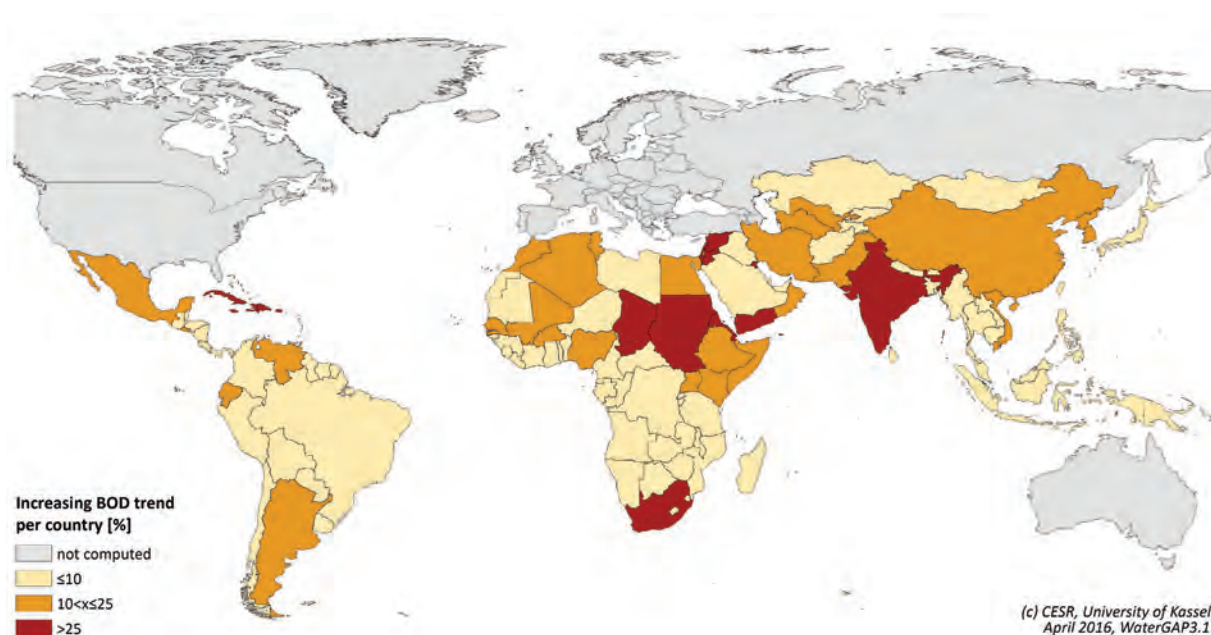 Increasing BOD trend
per country [%]
not computed
≤10
10<x≤25
>25
(c) CESR, University of Kassel
April 2016, WaterGAP3.1